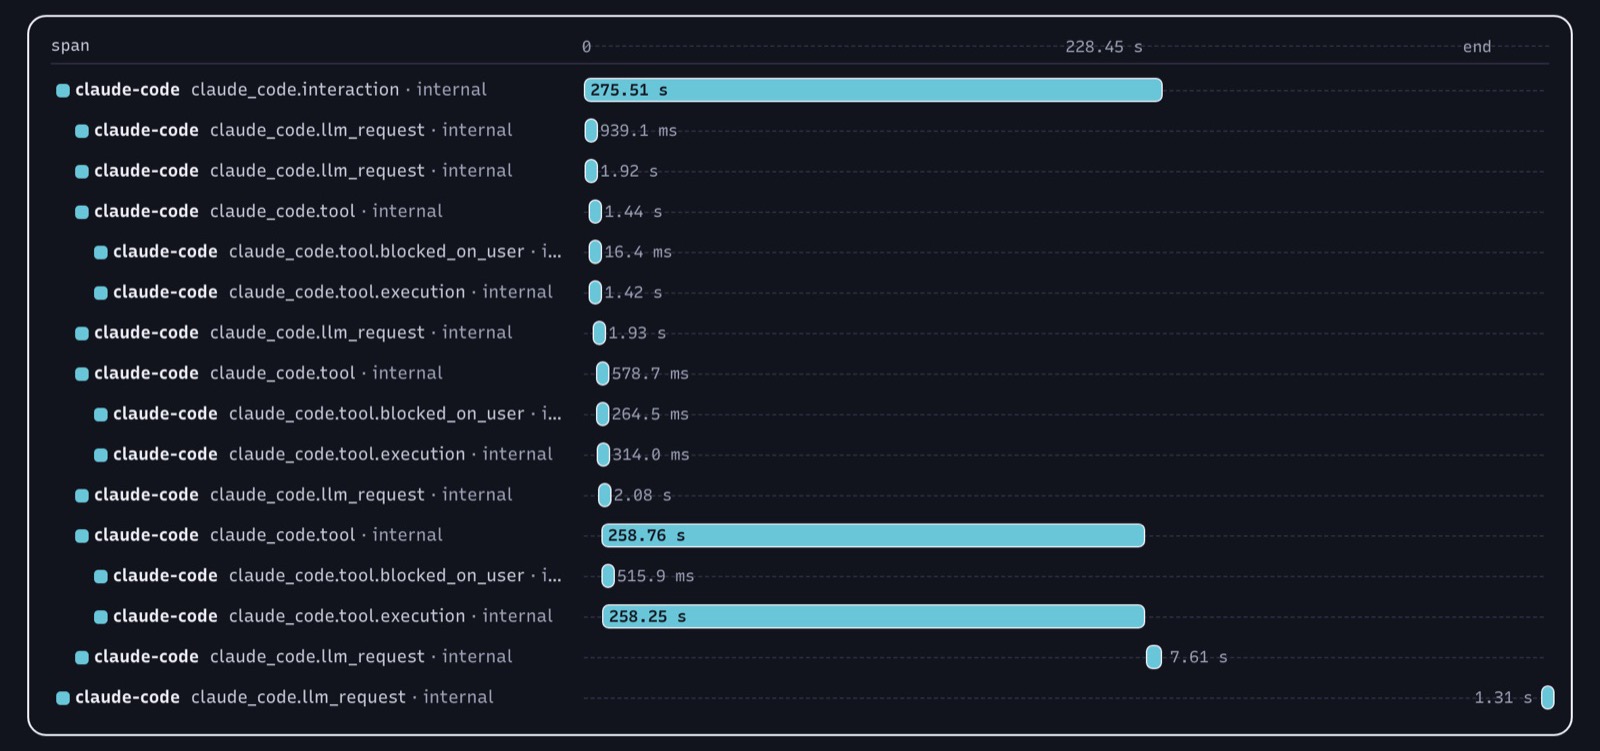 span 0 228.45 s end
claude-code claude_code.interaction · internal 275.51 s
claude-code claude_code.llm_request · internal 939.1 ms
claude-code claude_code.llm_request · internal 1.92 s
claude-code claude_code.tool · internal 1.44 s
claude-code claude_code.tool.blocked_on_user · i… 16.4 ms
claude-code claude_code.tool.execution · internal 1.42 s
claude-code claude_code.llm_request · internal 1.93 s
claude-code claude_code.tool · internal 578.7 ms
claude-code claude_code.tool.blocked_on_user · i… 264.5 ms
claude-code claude_code.tool.execution · internal 314.0 ms
claude-code claude_code.llm_request · internal 2.08 s
claude-code claude_code.tool · internal 258.76 s
claude-code claude_code.tool.blocked_on_user · i… 515.9 ms
claude-code claude_code.tool.execution · internal 258.25 s
claude-code claude_code.llm_request · internal 7.61 s
claude-code claude_code.llm_request · internal 1.31 s